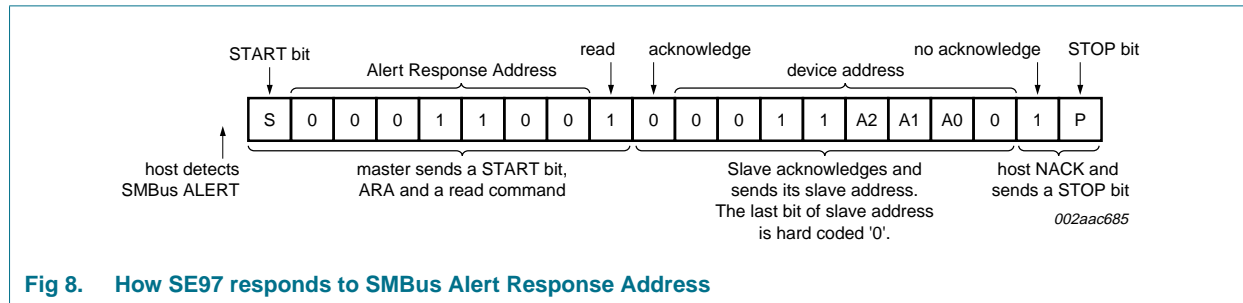 START bit
read
acknowledge
no acknowledge
STOP bit
Alert Response Address
device address
S 0 0 0 1 1 0 0 1 0 0 0 1 1 A2 A1 A0 0 1 P
host detects
SMBus ALERT
master sends a START bit,
ARA and a read command
Slave acknowledges and
sends its slave address.
The last bit of slave address
is hard coded '0'.
host NACK and
sends a STOP bit
002aac685
Fig 8. How SE97 responds to SMBus Alert Response Address